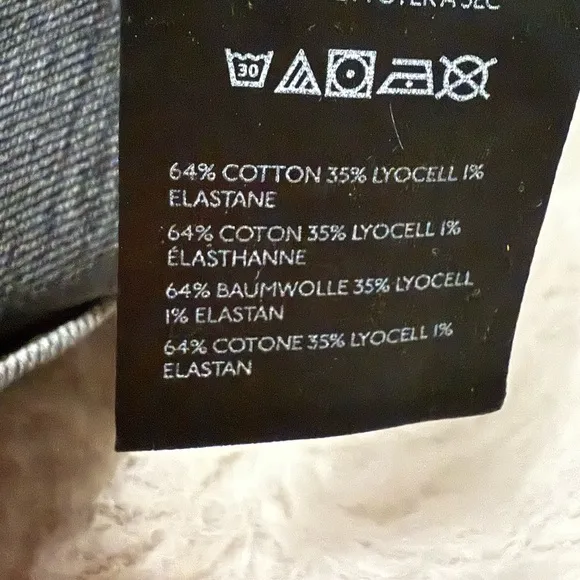 30
64% COTTON 35% LYOCELL 1%
ELASTANE
64% COTON 35% LYOCELL 1%
ÉLASTHANNE
64% BAUMWOLLE 35% LYOCELL
1% ELASTAN
64% COTONE 35% LYOCELL 1%
ELASTAN